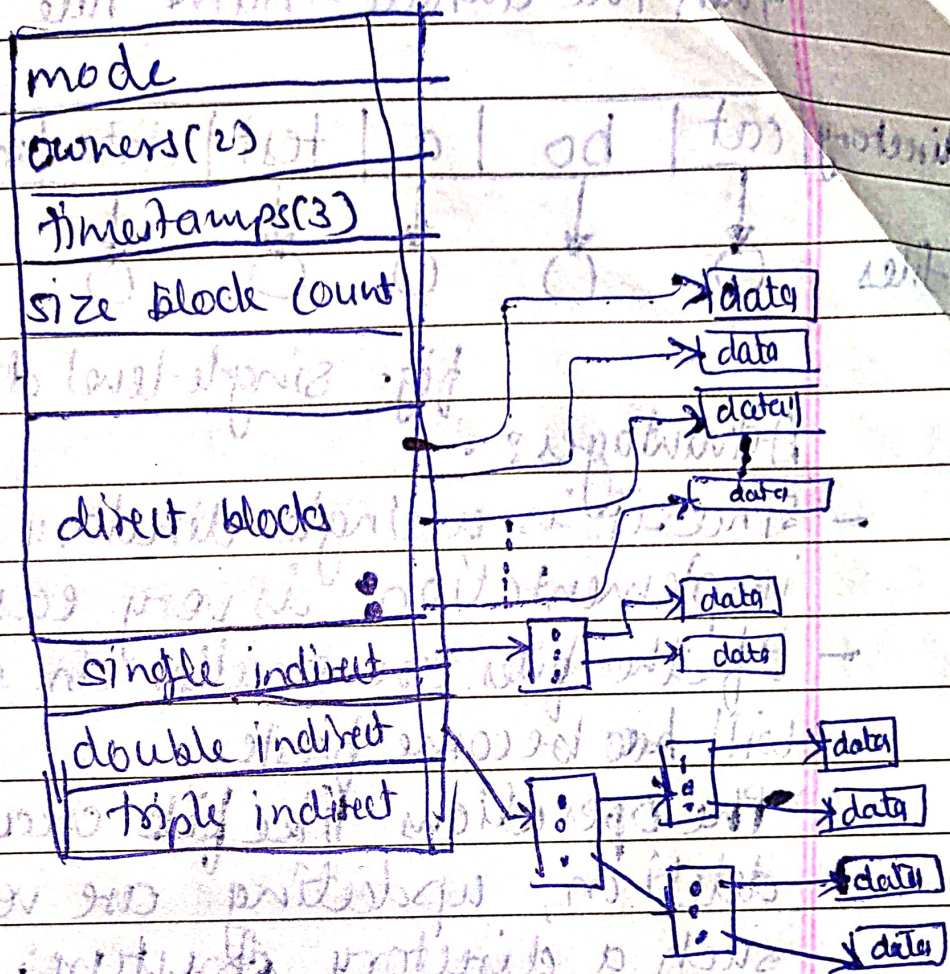 mode
owners(2)
timestamps(3)
size block count
data
data
data
data
direct blocks
data
data
single indirect
double indirect
data
triple indirect
data
data
data